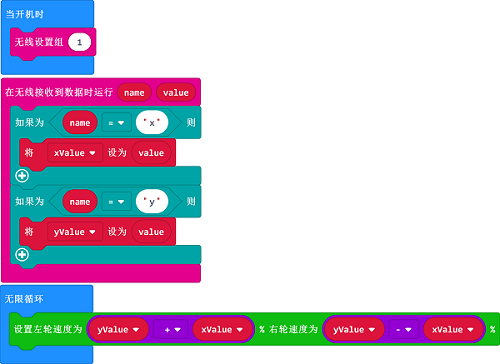 当开机时
无线设置组 1
在无线接收到数据时运行 name value
如果为 name = "x" 则
将 xValue 设为 value
如果为 name = "y" 则
将 yValue 设为 value
无限循环
设置左轮速度为 yValue + xValue % 右轮速度为 yValue - xValue %